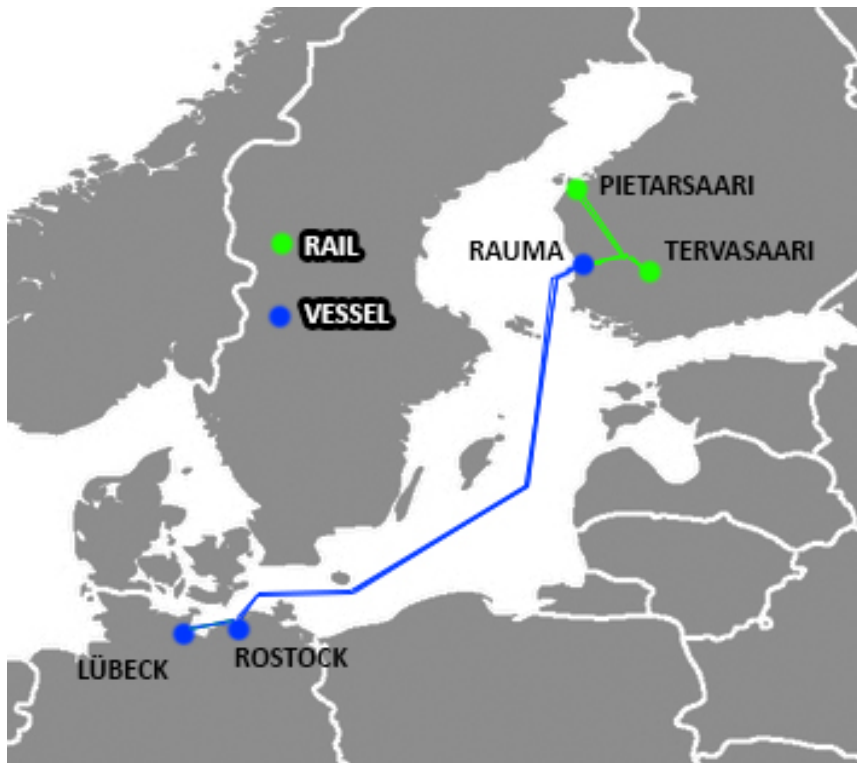 PIETARSAARI
RAUMA
TERVASAARI
RAIL
VESSEL
LÜBECK
ROSTOCK